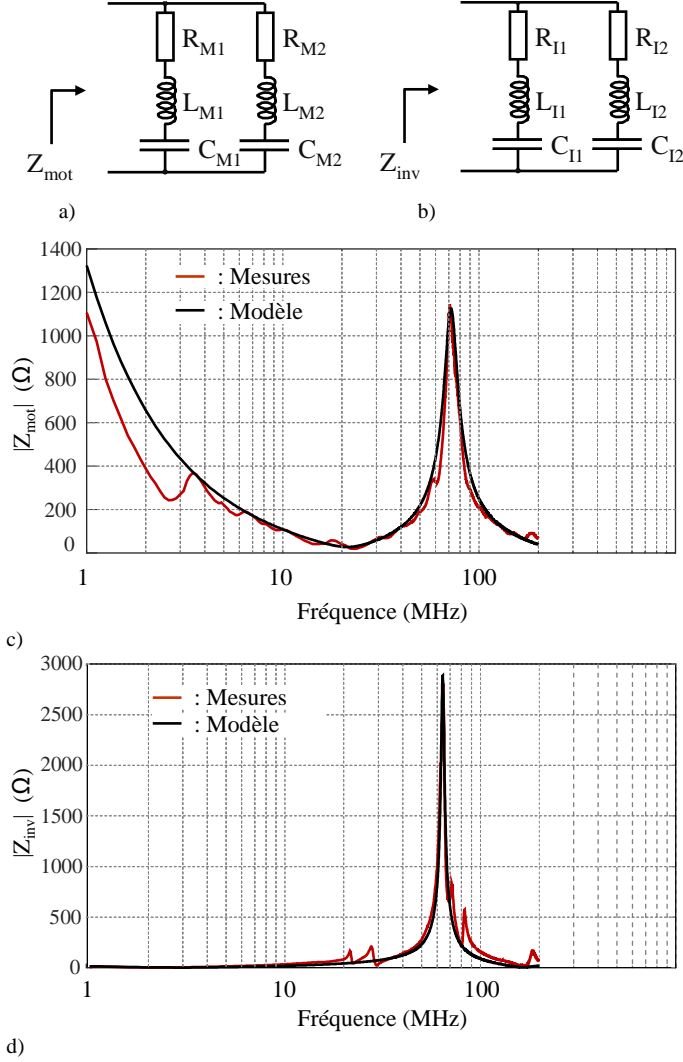 R_M1 R_M2
L_M1 L_M2
C_M1 C_M2
Z_mot
a)
R_I1 R_I2
L_I1 L_I2
C_I1 C_I2
Z_inv
b)
1400
1200
1000
800
600
400
200
0
|Z_mot| (Ω)
: Mesures
: Modèle
1 10 100
Fréquence (MHz)
c)
3000
2500
2000
1500
1000
500
0
|Z_inv| (Ω)
: Mesures
: Modèle
1 10 100
Fréquence (MHz)
d)